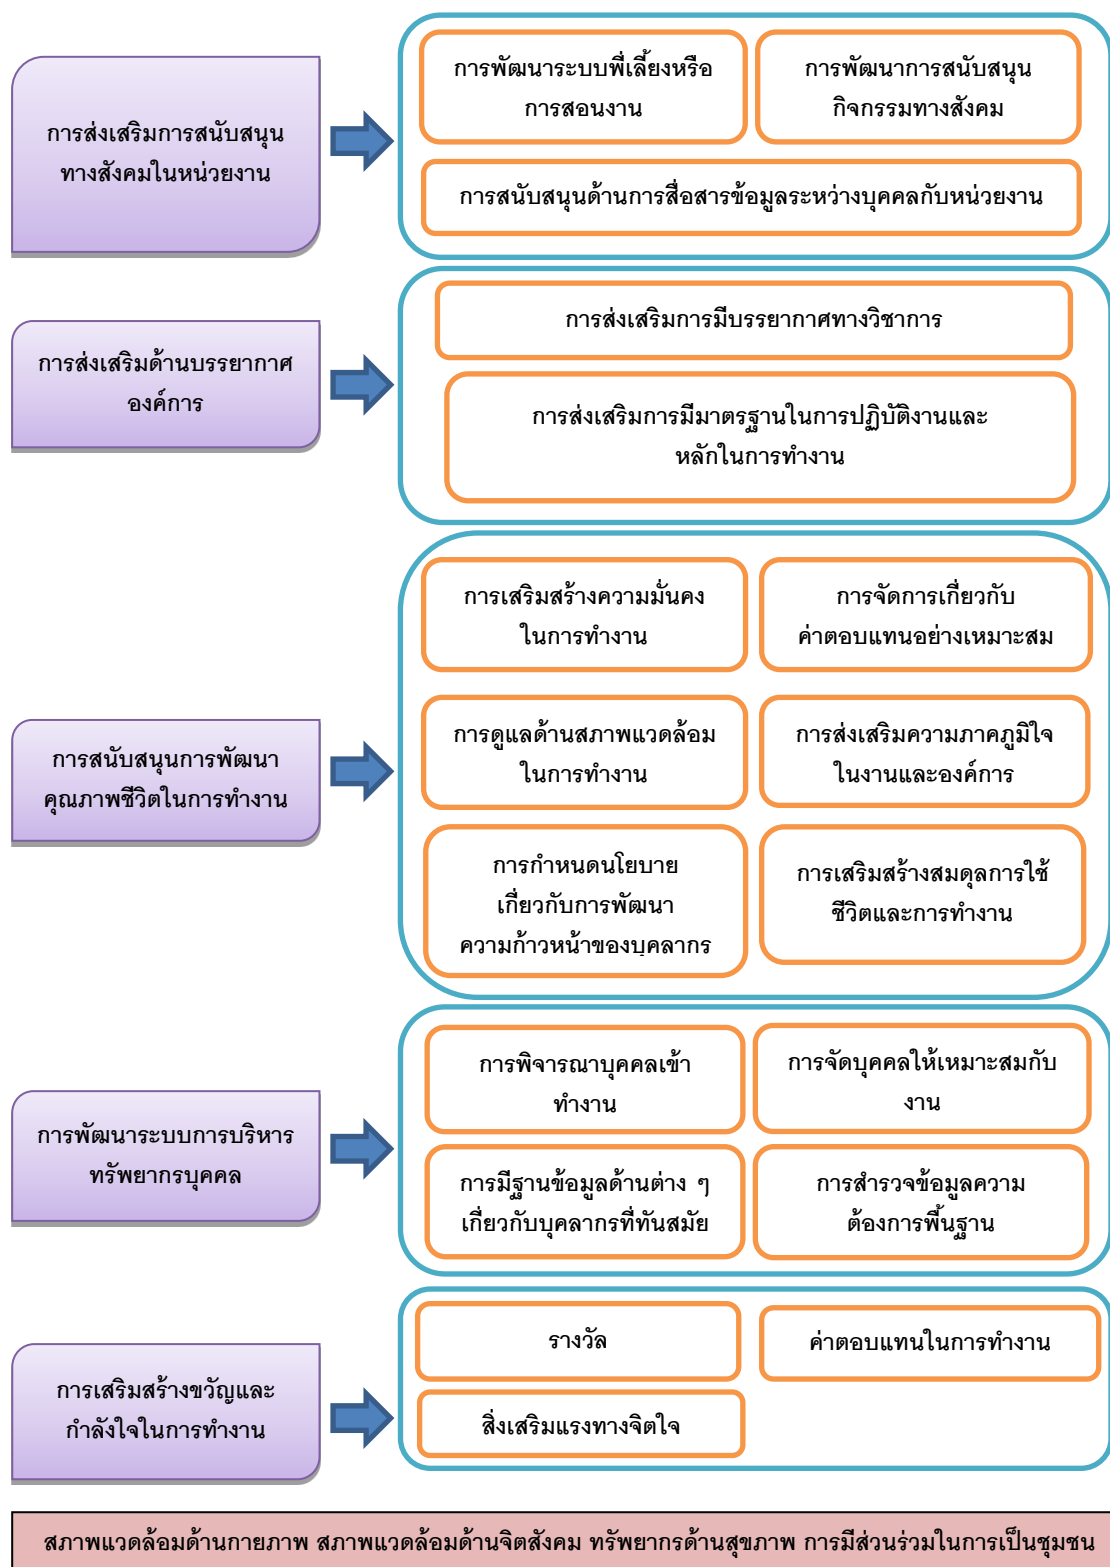 การส่งเสริมการสนับสนุน
ทางสังคมในหน่วยงาน
การพัฒนาระบบพี่เลี้ยงหรือ
การสอนงาน
การพัฒนาการสนับสนุน
กิจกรรมทางสังคม
การสนับสนุนด้านการสื่อสารข้อมูลระหว่างบุคคลกับหน่วยงาน
การส่งเสริมด้านบรรยากาศ
องค์การ
การส่งเสริมการมีบรรยากาศทางวิชาการ
การส่งเสริมการมีมาตรฐานในการปฏิบัติงานและ
หลักในการทำงาน
การสนับสนุนการพัฒนา
คุณภาพชีวิตในการทำงาน
การเสริมสร้างความมั่นคง
ในการทำงาน
การจัดการเกี่ยวกับ
ค่าตอบแทนอย่างเหมาะสม
การดูแลด้านสภาพแวดล้อม
ในการทำงาน
การส่งเสริมความภาคภูมิใจ
ในงานและองค์การ
การกำหนดนโยบาย
เกี่ยวกับการพัฒนา
ความก้าวหน้าของบุคลากร
การเสริมสร้างสมดุลการใช้
ชีวิตและการทำงาน
การพัฒนาระบบการบริหาร
ทรัพยากรบุคคล
การพิจารณาบุคคลเข้า
ทำงาน
การจัดบุคคลให้เหมาะสมกับ
งาน
การมีฐานข้อมูลด้านต่าง ๆ
เกี่ยวกับบุคลากรที่ทันสมัย
การสำรวจข้อมูลความ
ต้องการพื้นฐาน
การเสริมสร้างขวัญและ
กำลังใจในการทำงาน
รางวัล
ค่าตอบแทนในการทำงาน
สิ่งเสริมแรงทางจิตใจ
สภาพแวดล้อมด้านกายภาพ สภาพแวดล้อมด้านจิตสังคม ทรัพยากรด้านสุขภาพ การมีส่วนร่วมในการเป็นชุมชน